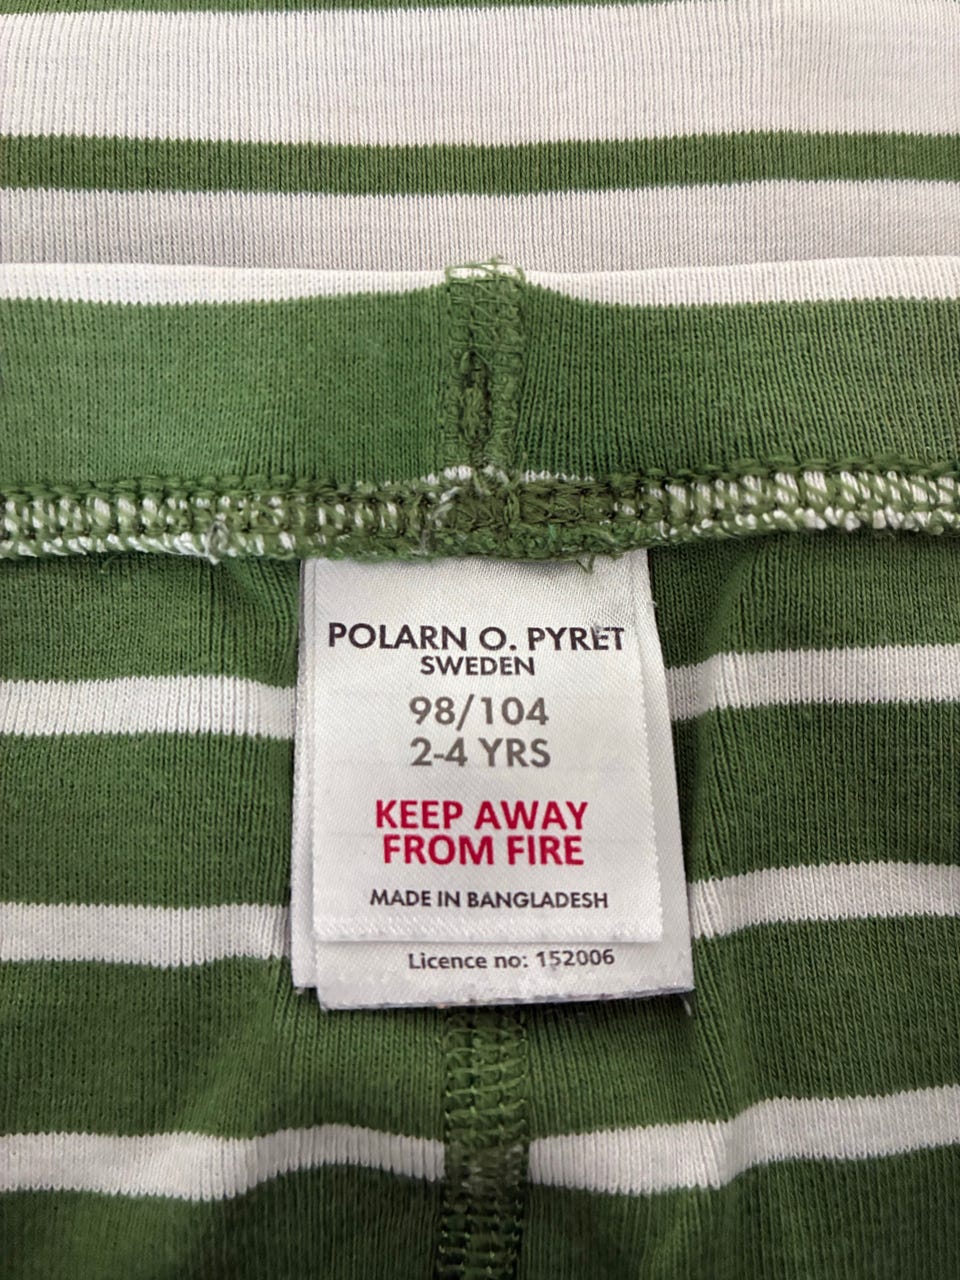 POLARN O. PYRET
SWEDEN
98/104
2-4 YRS
KEEP AWAY
FROM FIRE
MADE IN BANGLADESH
Licence no: 152006